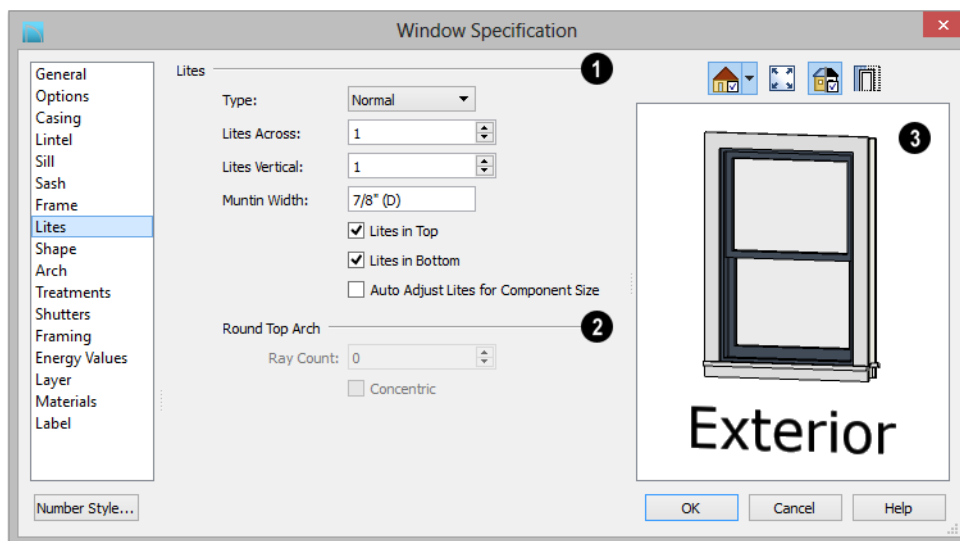 Window Specification
×
General
Options
Casing
Lintel
Sill
Sash
Frame
Lites
Shape
Arch
Treatments
Shutters
Framing
Energy Values
Layer
Materials
Label
Number Style...
Lites
1
Type: Normal
Lites Across: 1
Lites Vertical: 1
Muntin Width: 7/8" (D)
Lites in Top
Lites in Bottom
Auto Adjust Lites for Component Size
Round Top Arch
2
Ray Count: 0
Concentric
3
Exterior
OK
Cancel
Help